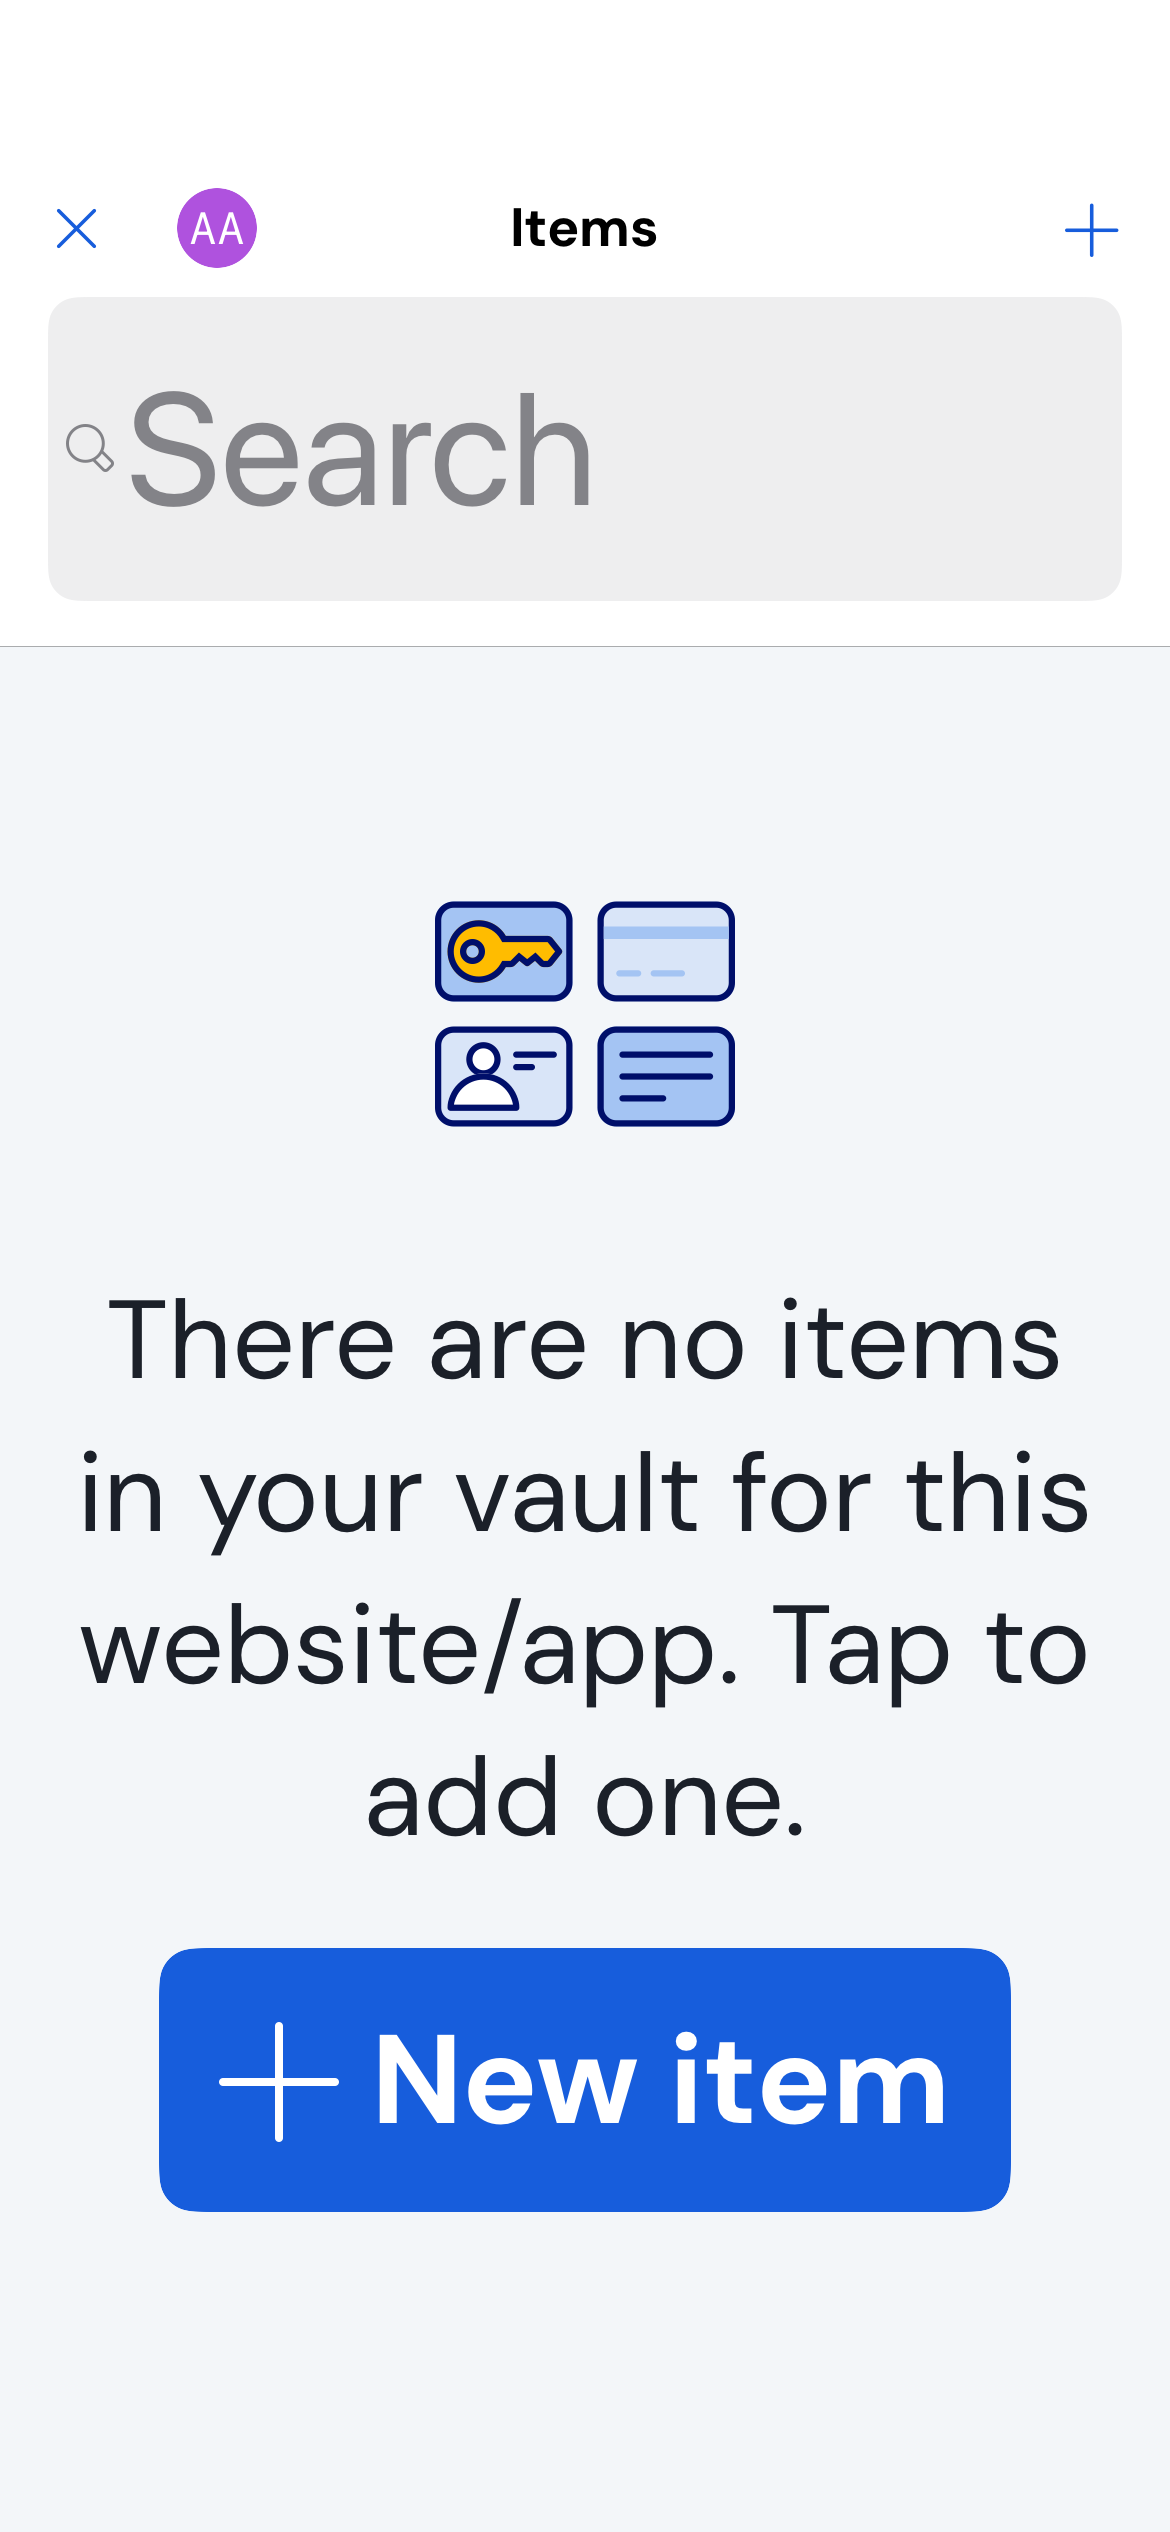 AA
Items
Search
There are no items
in your vault for this
website/app. Tap to
add one.
New item